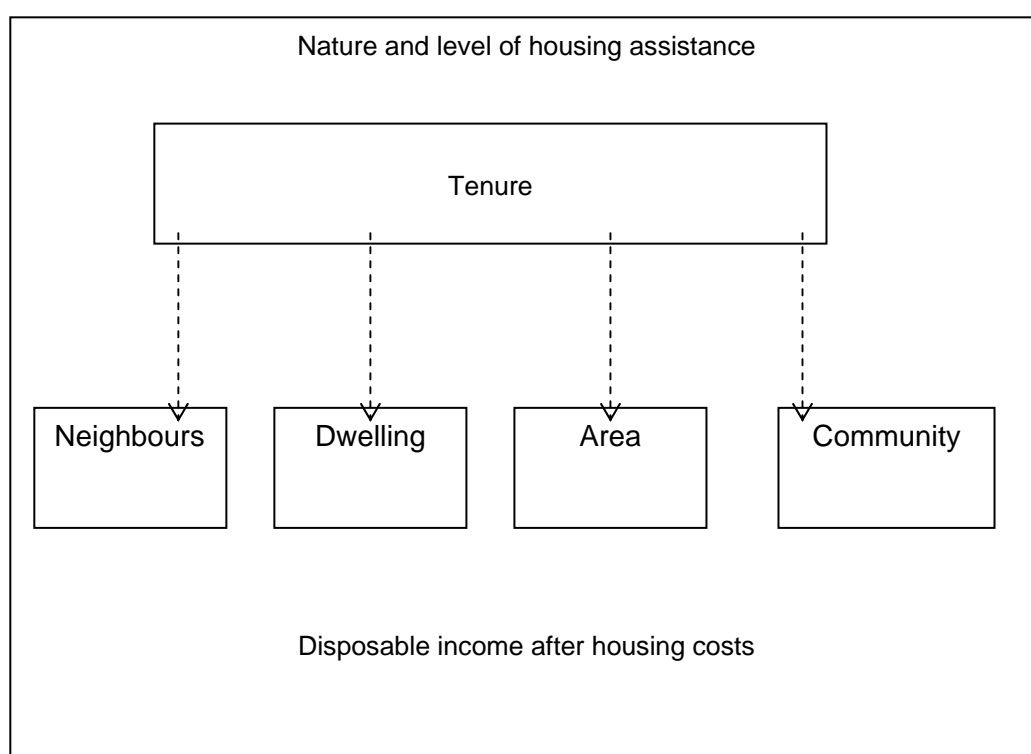 Nature and level of housing assistance
Tenure
Neighbours
Dwelling
Area
Community
Disposable income after housing costs